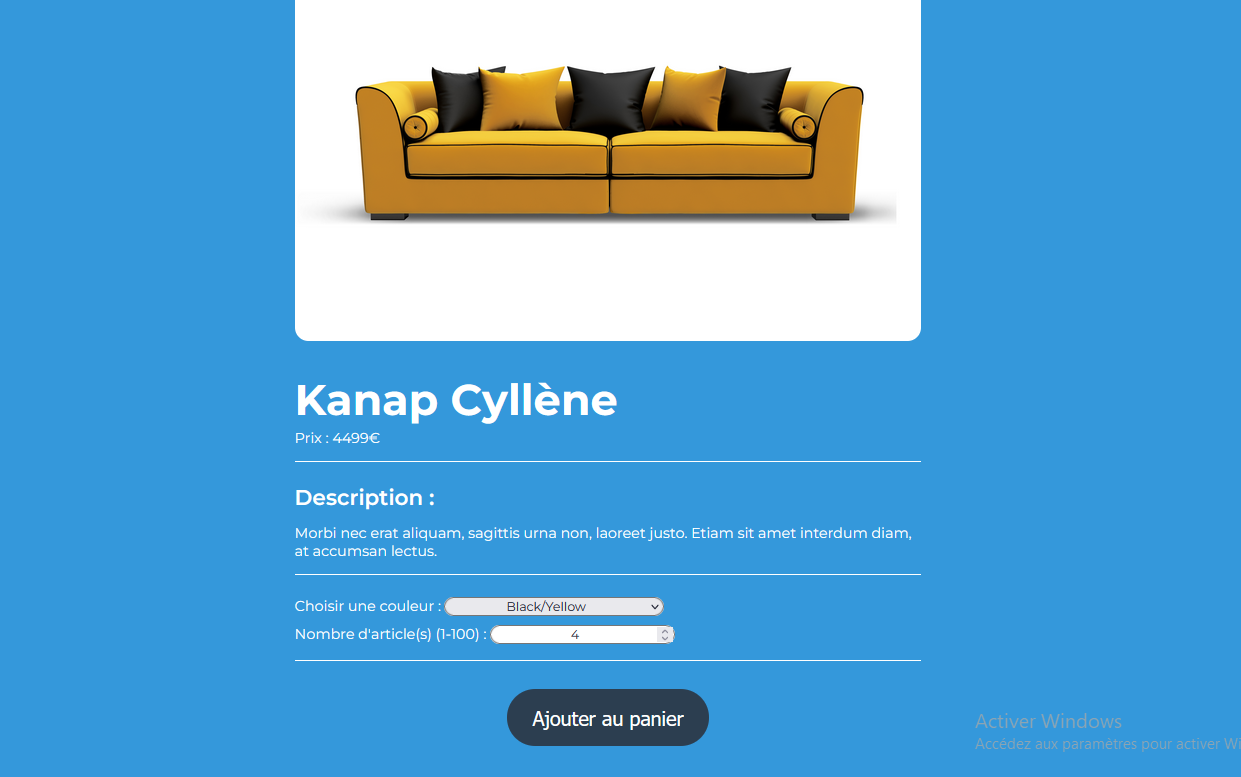 Kanap Cyllène
Prix : 4499€
Description :
Morbi nec erat aliquam, sagittis urna non, laoreet justo. Etiam sit amet interdum diam,
at accumsan lectus.
Choisir une couleur : Black/Yellow
Nombre d'article(s) (1-100) : 4
Ajouter au panier
Activer Windows
Accédez aux paramètres pour activer Wi